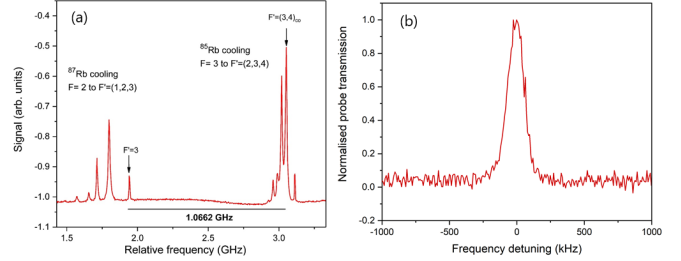 (a)
F'=(3,4)co
87Rb cooling
F= 2 to F'=(1,2,3)
85Rb cooling
F= 3 to F'=(2,3,4)
F'=3
1.0662 GHz
Signal (arb. units)
-0.4
-0.5
-0.6
-0.7
-0.8
-0.9
-1.0
-1.1
1.5 2.0 2.5 3.0
Relative frequency (GHz)
(b)
Normalised probe transmission
1.0
0.8
0.6
0.4
0.2
0.0
-0.2
-1000 -500 0 500 1000
Frequency detuning (kHz)